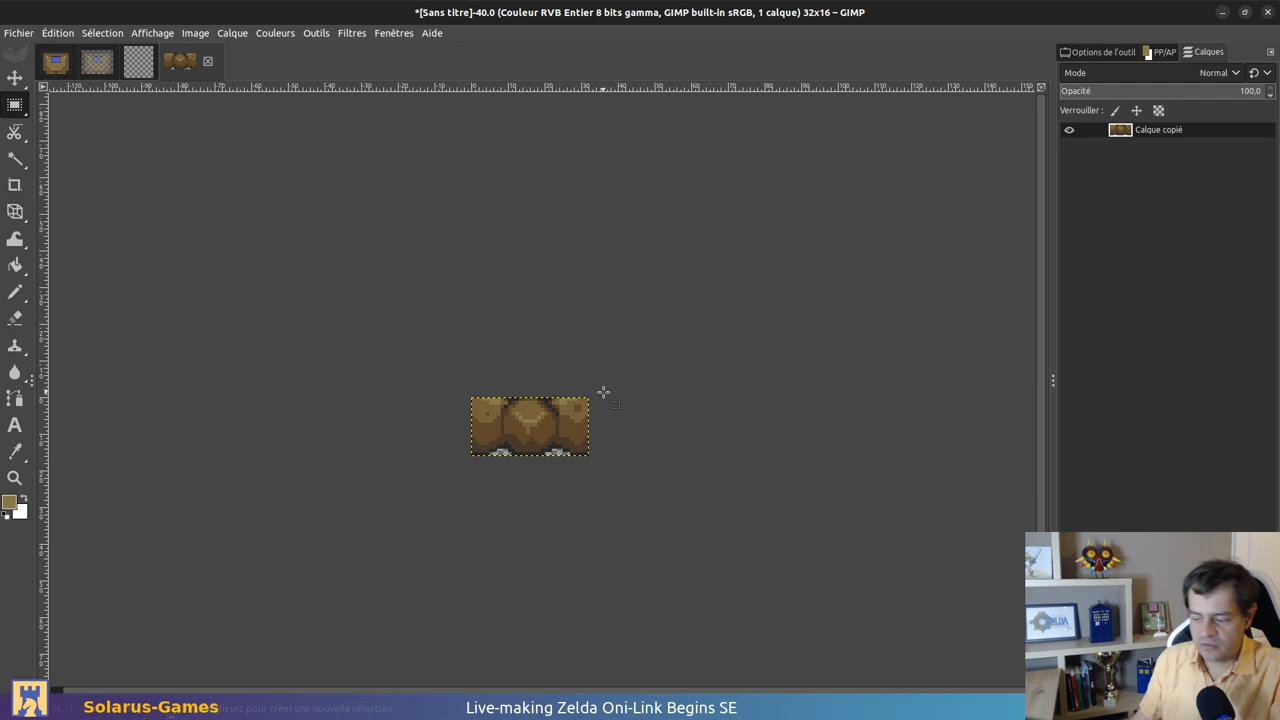 *[Sans titre]-40.0 (Couleur RVB Entier 8 bits gamma, GIMP built-in sRGB, 1 calque) 32x16 – GIMP
Fichier Édition Sélection Affichage Image Calque Couleurs Outils Filtres Fenêtres Aide
Options de l'outil PP/AP Calques
Mode Normal
Opacité 100,0
Verrouiller :
Calque copié
Solarus-Games
Live-making Zelda Oni-Link Begins SE